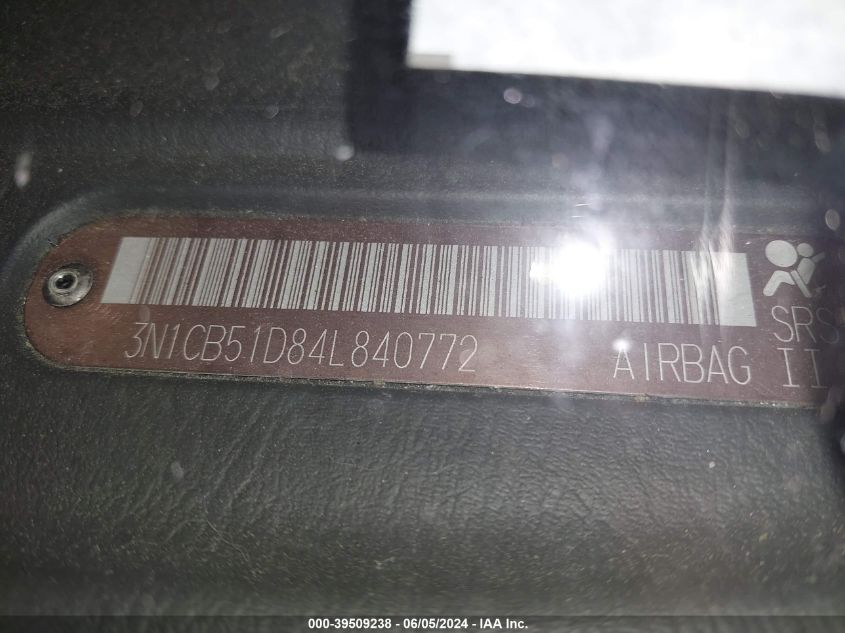 3N1CB51D84L840772 AIRBAG
SRS
II
000-39509238 - 06/05/2024 - IAA Inc.